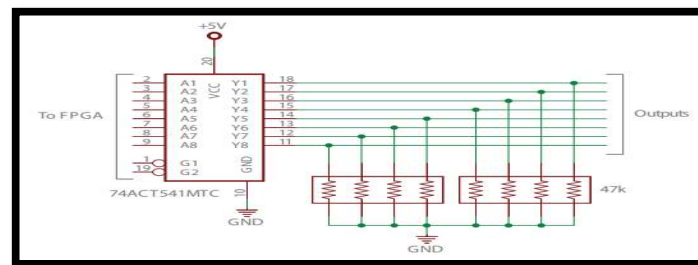 +5V
20
2 A1 VCC Y1 18
3 A2 Y2 17
4 A3 Y3 16
To FPGA 5 A4 Y4 15 Outputs
6 A5 Y5 14
7 A6 Y6 13
8 A7 Y7 12
9 A8 Y8 11
1 G1 GND
19 G2
74ACT541MTC 10 47k
GND
GND